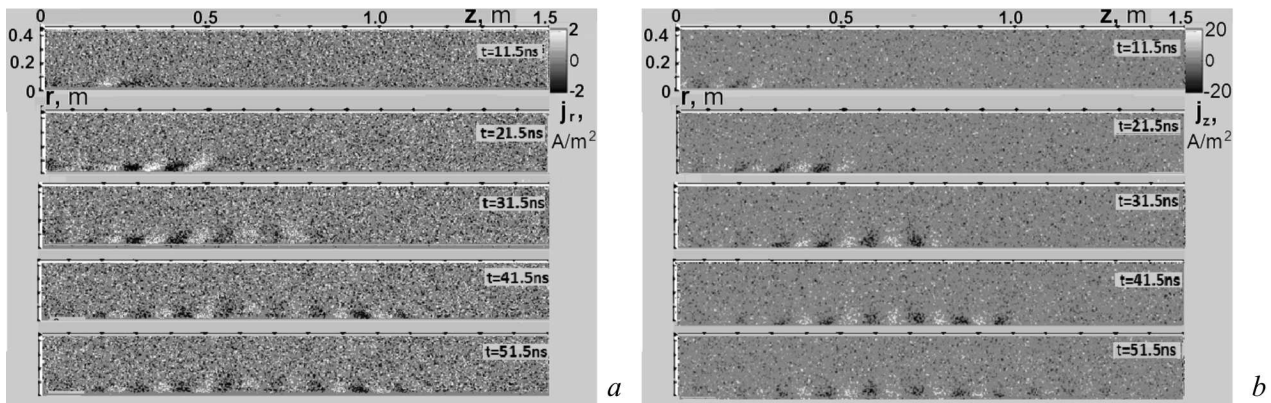 0 0.5 z, m 1.0 1.5
0.4
0.2
0
r, m
2
0
-2
j r,
A/m²
t=11.5ns
t=21.5ns
t=31.5ns
t=41.5ns
t=51.5ns
a
0 0.5 1.0 z, m 1.5
0.4
0.2
0
r, m
20
0
-20
j z,
A/m²
t=11.5ns
t=21.5ns
t=31.5ns
t=41.5ns
t=51.5ns
b